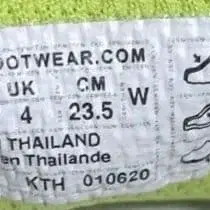 OOTWEAR.COM
UK CM W
4 23.5
THAILAND
en Thailande
KTH 010620